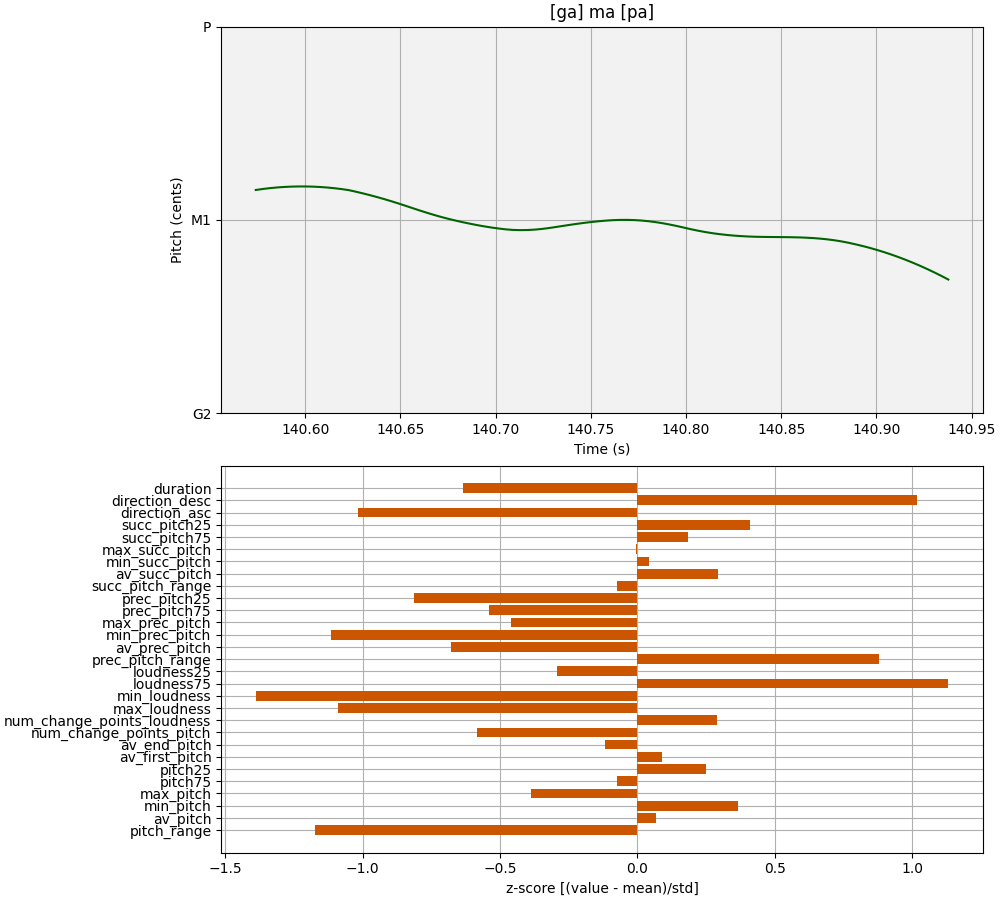 [ga] ma [pa]
P
M1
G2
Pitch (cents)
140.60 140.65 140.70 140.75 140.80 140.85 140.90 140.95
Time (s)
duration
direction_desc
direction_asc
succ_pitch25
succ_pitch75
max_succ_pitch
min_succ_pitch
av_succ_pitch
succ_pitch_range
prec_pitch25
prec_pitch75
max_prec_pitch
min_prec_pitch
av_prec_pitch
prec_pitch_range
loudness25
loudness75
min_loudness
max_loudness
num_change_points_loudness
num_change_points_pitch
av_end_pitch
av_first_pitch
pitch25
pitch75
max_pitch
min_pitch
av_pitch
pitch_range
−1.5 −1.0 −0.5 0.0 0.5 1.0
z-score [(value - mean)/std]